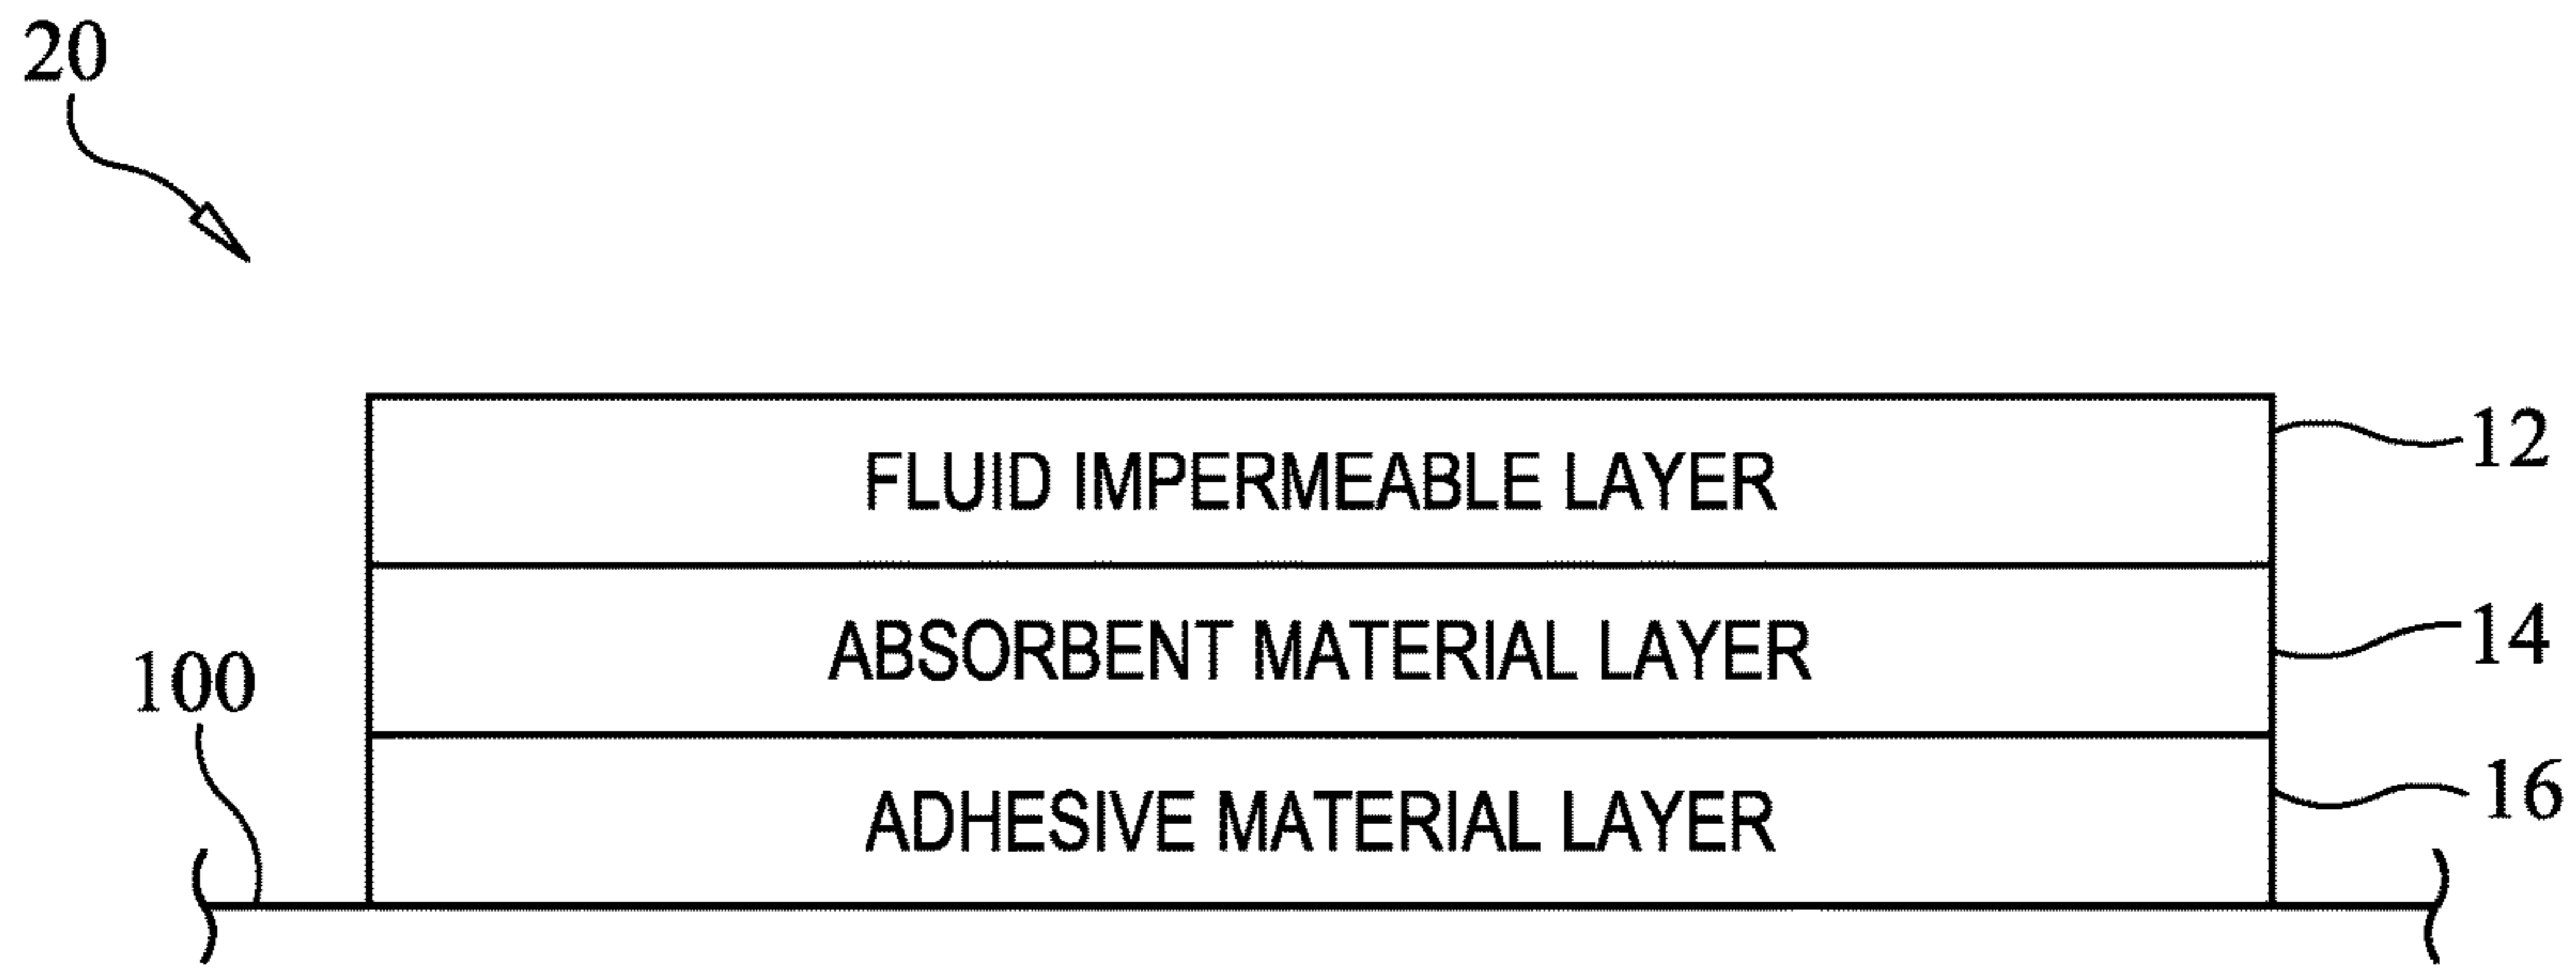 20
FLUID IMPERMEABLE LAYER
12
ABSORBENT MATERIAL LAYER
14
100
ADHESIVE MATERIAL LAYER
16